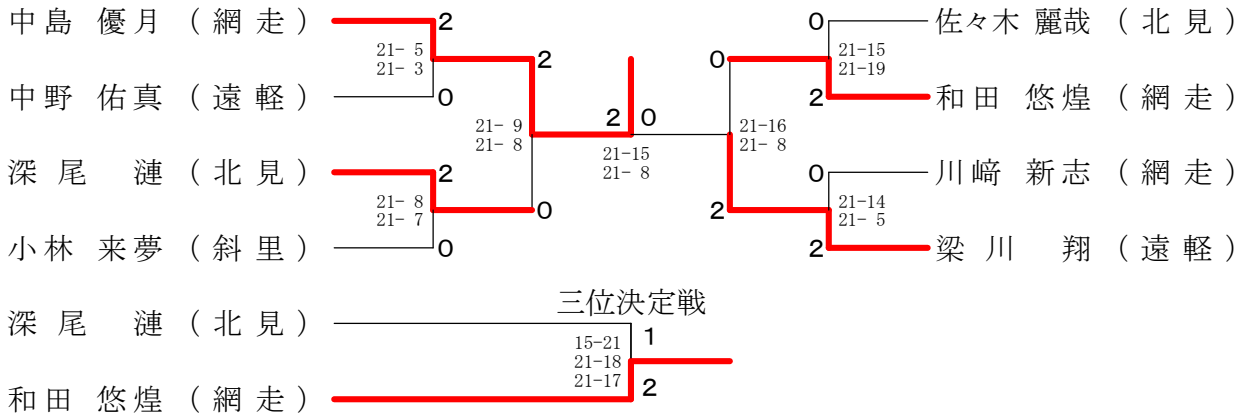 中島 優月 （網走） 2 0 佐々木 麗哉 （北見）
21- 5 2 0 21-15
21- 3 21-19
中野 佑真 （遠軽） 0 2 和田 悠煌 （網走）
21- 9 2 0 21-16
21- 8 21-15 21- 8
深尾 漣 （北見） 2 21- 8 0 川﨑 新志 （網走）
21- 8 0 2 21-14
21- 7 21- 5
小林 来夢 （斜里） 0 2 梁川 翔 （遠軽）
三位決定戦
深尾 漣 （北見） 1
15-21
21-18
21-17
和田 悠煌 （網走） 2